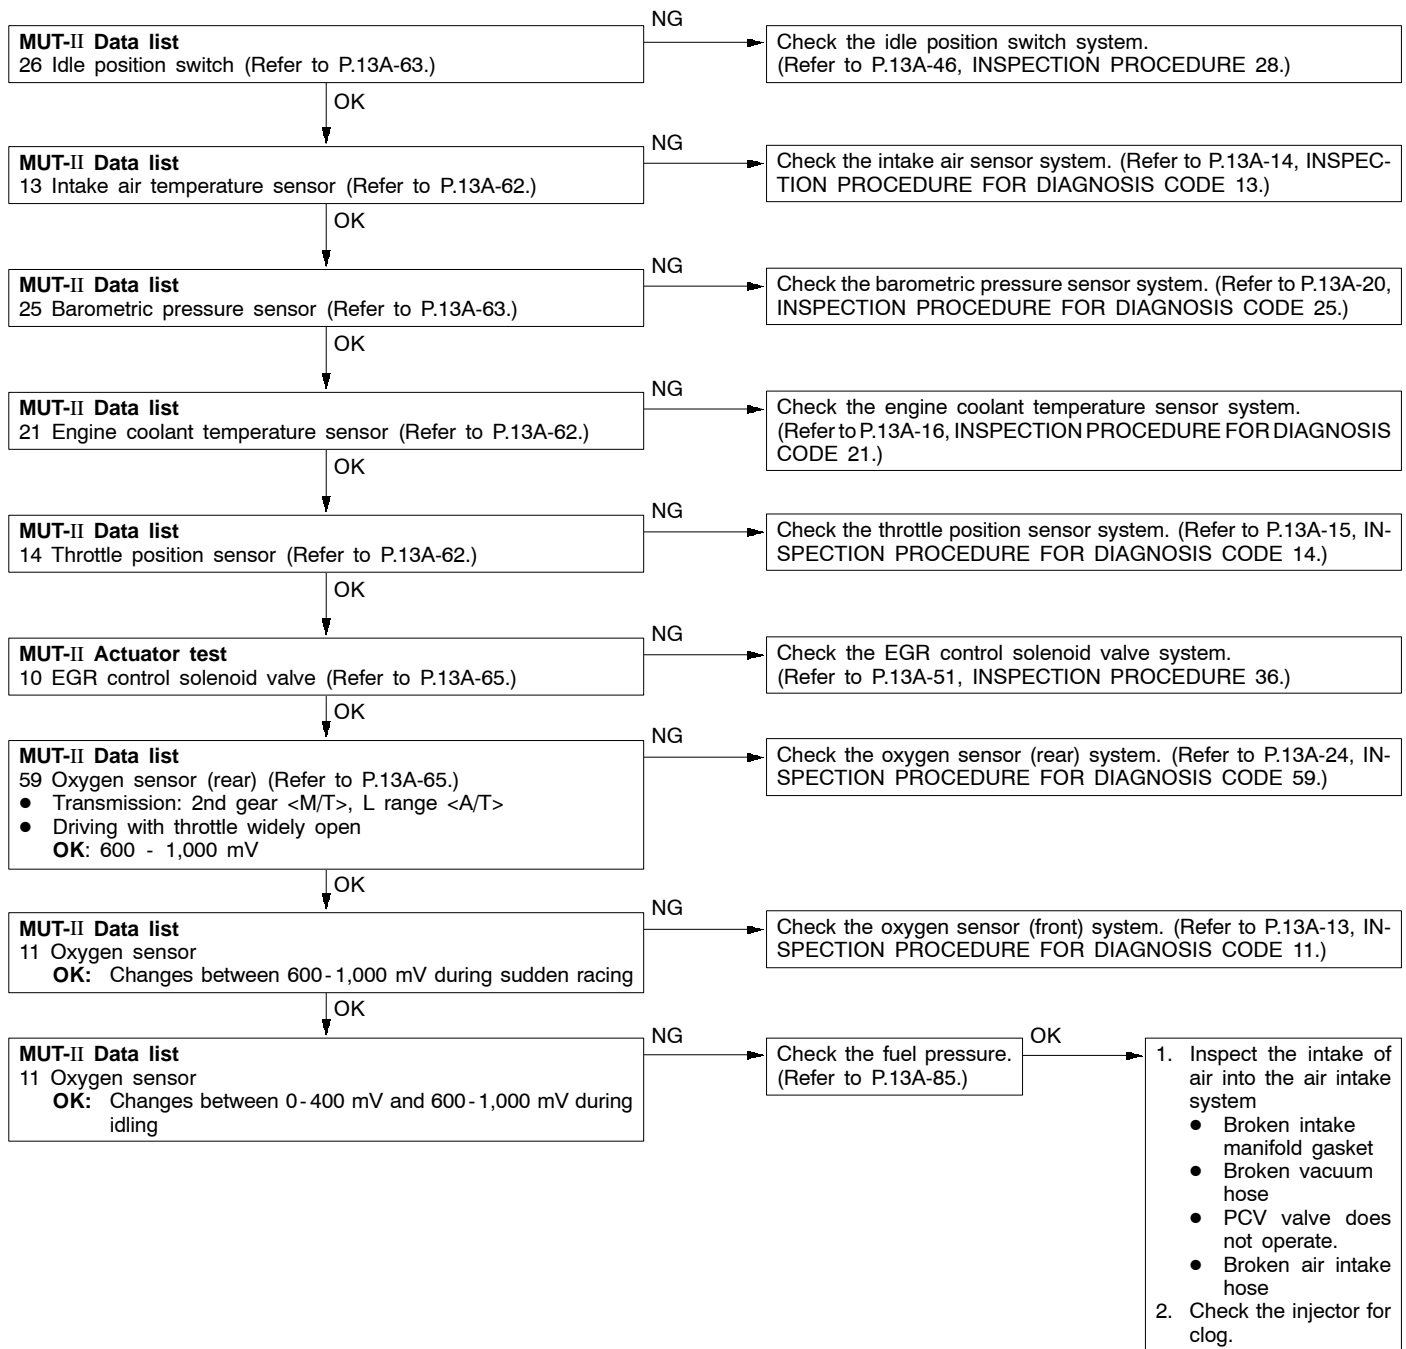 NG
MUT-II Data list
26 Idle position switch (Refer to P.13A-63.)
Check the idle position switch system.
(Refer to P.13A-46, INSPECTION PROCEDURE 28.)
OK
NG
MUT-II Data list
13 Intake air temperature sensor (Refer to P.13A-62.)
Check the intake air sensor system. (Refer to P.13A-14, INSPEC-
TION PROCEDURE FOR DIAGNOSIS CODE 13.)
OK
NG
MUT-II Data list
25 Barometric pressure sensor (Refer to P.13A-63.)
Check the barometric pressure sensor system. (Refer to P.13A-20,
INSPECTION PROCEDURE FOR DIAGNOSIS CODE 25.)
OK
NG
MUT-II Data list
21 Engine coolant temperature sensor (Refer to P.13A-62.)
Check the engine coolant temperature sensor system.
(Refer to P.13A-16, INSPECTION PROCEDURE FOR DIAGNOSIS
CODE 21.)
OK
NG
MUT-II Data list
14 Throttle position sensor (Refer to P.13A-62.)
Check the throttle position sensor system. (Refer to P.13A-15, IN-
SPECTION PROCEDURE FOR DIAGNOSIS CODE 14.)
OK
NG
MUT-II Actuator test
10 EGR control solenoid valve (Refer to P.13A-65.)
Check the EGR control solenoid valve system.
(Refer to P.13A-51, INSPECTION PROCEDURE 36.)
OK
NG
MUT-II Data list
59 Oxygen sensor (rear) (Refer to P.13A-65.)
● Transmission: 2nd gear <M/T>, L range <A/T>
● Driving with throttle widely open
OK: 600 - 1,000 mV
Check the oxygen sensor (rear) system. (Refer to P.13A-24, IN-
SPECTION PROCEDURE FOR DIAGNOSIS CODE 59.)
OK
NG
MUT-II Data list
11 Oxygen sensor
OK: Changes between 600-1,000 mV during sudden racing
Check the oxygen sensor (front) system. (Refer to P.13A-13, IN-
SPECTION PROCEDURE FOR DIAGNOSIS CODE 11.)
OK
NG
MUT-II Data list
11 Oxygen sensor
OK: Changes between 0-400 mV and 600-1,000 mV during
idling
Check the fuel pressure.
(Refer to P.13A-85.)
OK
1. Inspect the intake of
air into the air intake
system
● Broken intake
manifold gasket
● Broken vacuum
hose
● PCV valve does
not operate.
● Broken air intake
hose
2. Check the injector for
clog.